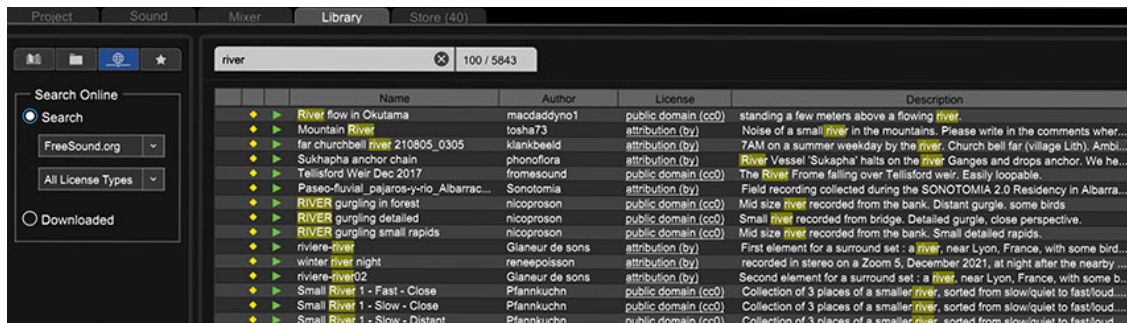 Project Sound Mixer Library Store (40)
river 100 / 5843
Search Online
Search
FreeSound.org
All License Types
Downloaded
Name Author License Description
River flow in Okutama macdaddyno1 public domain (cc0) standing a few meters above a flowing river.
Mountain River tosha73 attribution (by) Noise of a small river in the mountains. Please write in the comments wher...
far churchbell river 210805_0305 klankbeeld attribution (by) 7AM on a summer weekday by the river. Church bell far (village Lith). Ambi...
Sukhapha anchor chain phonoflora attribution (by) River Vessel 'Sukapha' halts on the river Ganges and drops anchor. We he...
Tellisford Weir Dec 2017 fromesound public domain (cc0) The River Frome falling over Tellisford weir. Easily loopable.
Paseo-fluvial_pajaros-y-rio_Albarrac... Sonotomia attribution (by) Field recording collected during the SONOTOMIA 2.0 Residency in Albarra...
RIVER gurgling in forest nicoproson public domain (cc0) Mid size river recorded from the bank. Distant gurgle. some birds
RIVER gurgling detailed nicoproson public domain (cc0) Small river recorded from bridge. Detailed gurgle, close perspective.
RIVER gurgling small rapids nicoproson public domain (cc0) Mid size river recorded from the bank. Small detailed rapids.
riviere-river Glaneur de sons attribution (by) First element for a surround set : a river, near Lyon, France, with some bird...
winter river night reneepoisson attribution (by) recorded in stereo on a Zoom 5, December 2021, at night after the nearby ...
riviere-river02 Glaneur de sons attribution (by) Second element for a surround set : a river, near Lyon, France, with some b...
Small River 1 - Fast - Close Pfannkuchn public domain (cc0) Collection of 3 places of a smaller river, sorted from slow/quiet to fast/loud....
Small River 1 - Slow - Close Pfannkuchn public domain (cc0) Collection of 3 places of a smaller river, sorted from slow/quiet to fast/loud....
Small River 1 - Slow - Distant Pfannkuchn public domain (cc0) Collection of 3 places of a smaller river, sorted from slow/quiet to fast/loud....